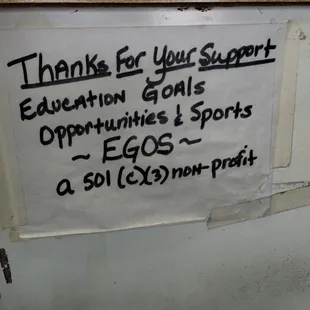 Thanks For Your Support
Education Goals
Opportunities & Sports
~ EGOS ~
a 501(c)(3) non-profit